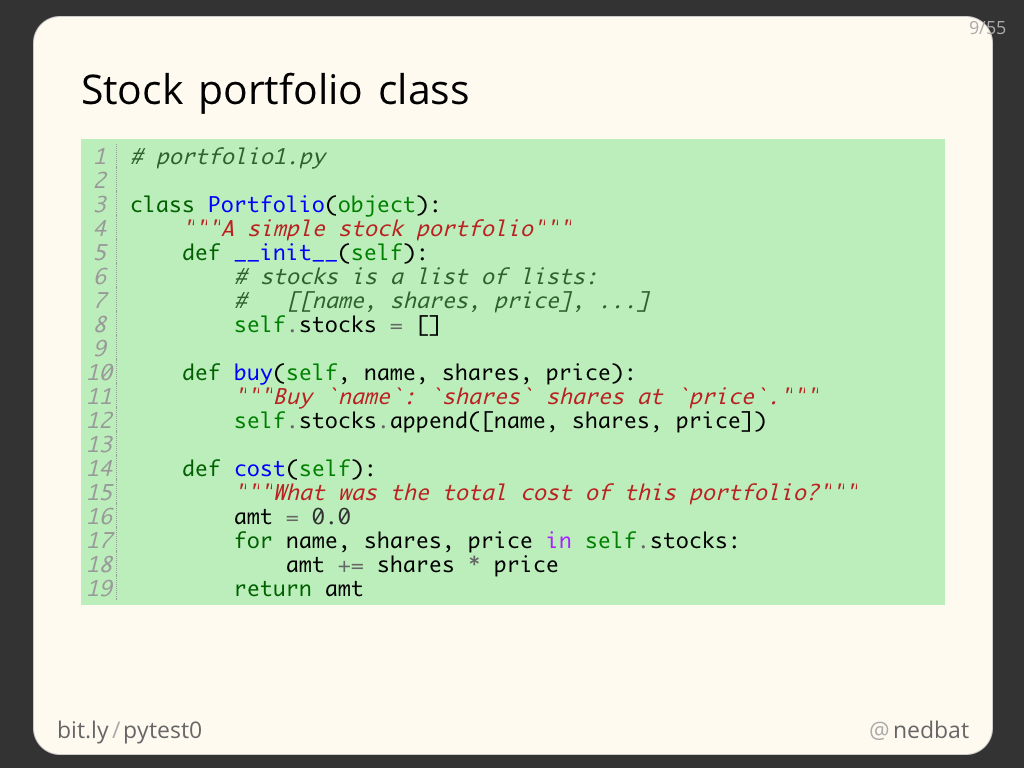 9/55
Stock portfolio class
1 # portfolio1.py
2
3 class Portfolio(object):
4     """A simple stock portfolio"""
5     def __init__(self):
6         # stocks is a list of lists:
7         #   [[name, shares, price], ...]
8         self.stocks = []
9
10     def buy(self, name, shares, price):
11         """Buy `name`: `shares` shares at `price`."""
12         self.stocks.append([name, shares, price])
13
14     def cost(self):
15         """What was the total cost of this portfolio?"""
16         amt = 0.0
17         for name, shares, price in self.stocks:
18             amt += shares * price
19         return amt
bit.ly/pytest0 @nedbat